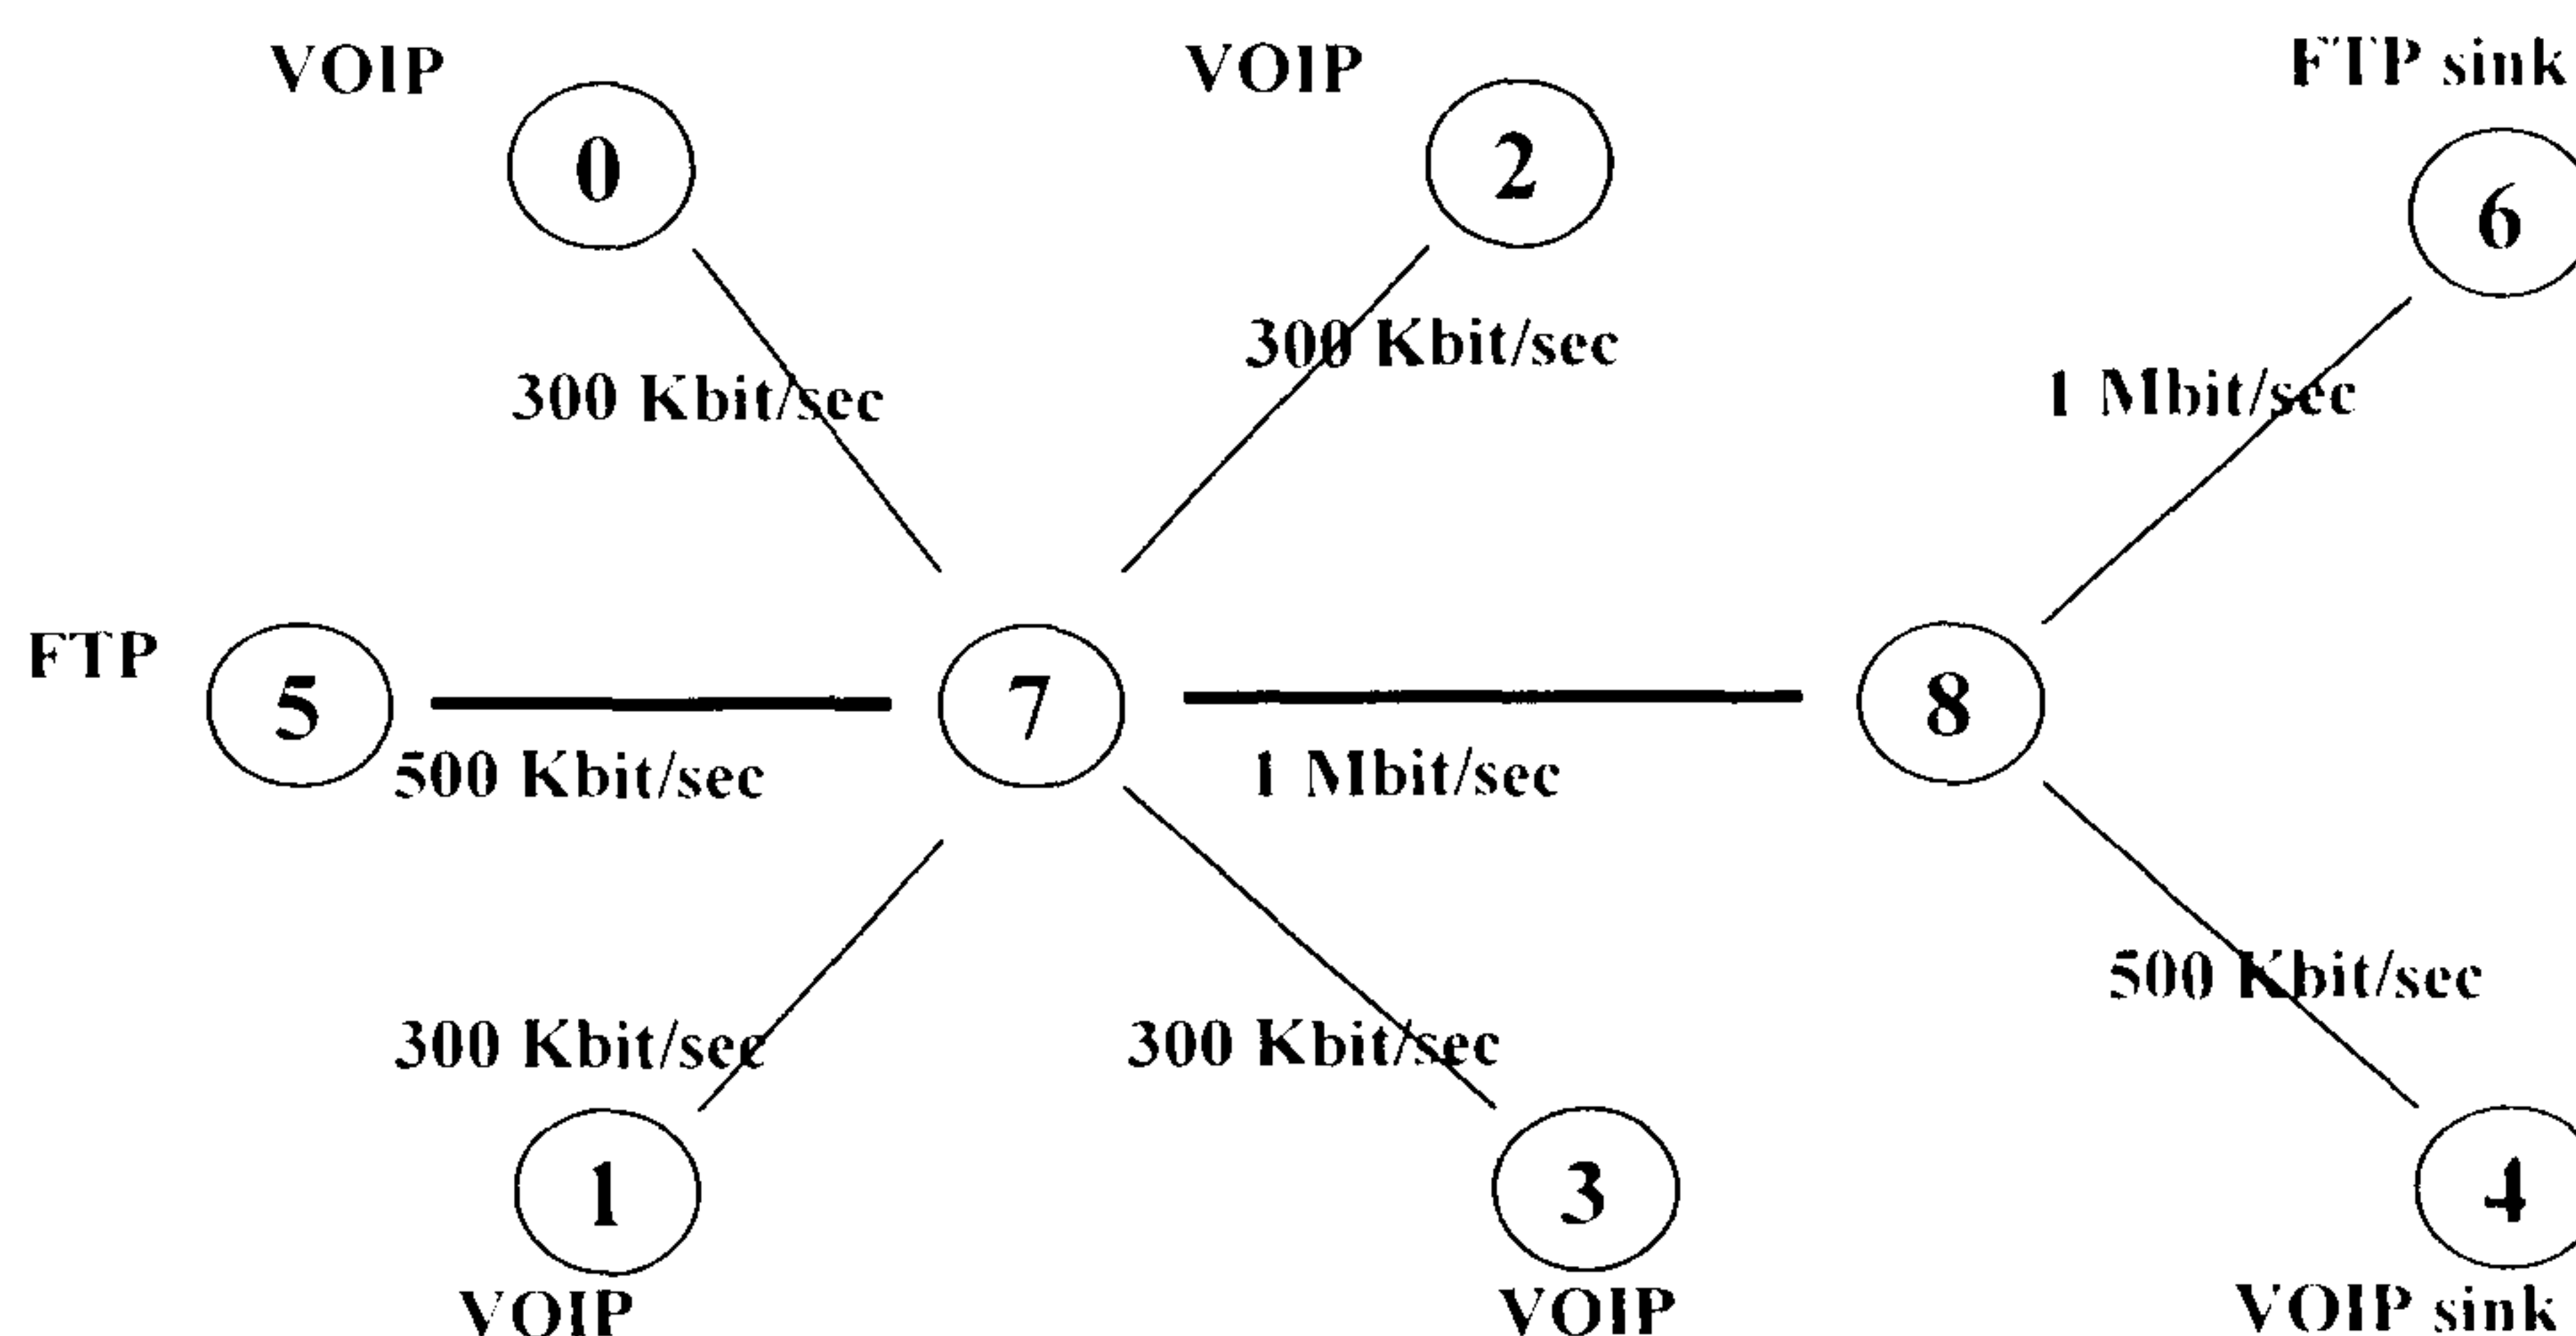 VOIP
VOIP
FTP sink
0
2
6
300 Kbit/sec
300 Kbit/sec
1 Mbit/sec
FTP
5
7
8
500 Kbit/sec
1 Mbit/sec
500 Kbit/sec
300 Kbit/sec
300 Kbit/sec
1
3
4
VOIP
VOIP
VOIP sink